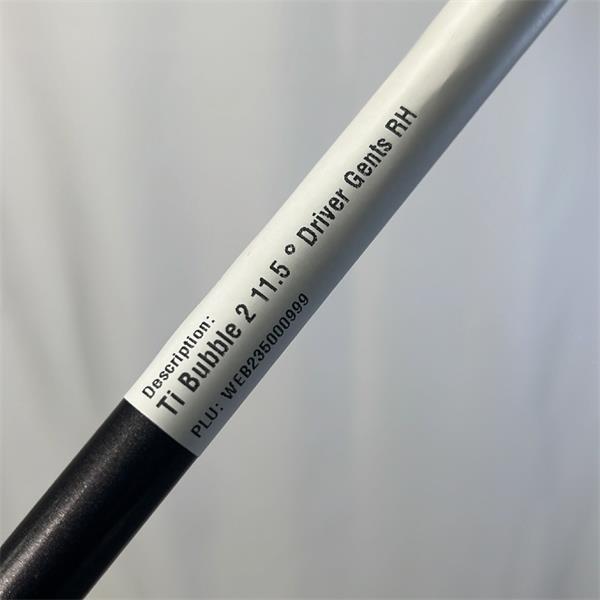 Description:
Ti Bubble 2 11.5 ° Driver Gents RH
PLU: WEB235000999